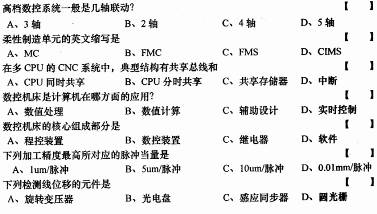 高档数控系统一般是几轴联动? 【 】
A、3轴 B、2轴 C、4轴 D、5轴
柔性制造单元的英文缩写是 【 】
A、MC B、FMC C、FMS D、CIMS
在多CPU的CNC系统中，典型结构有共享总线和 【 】
A、CPU同时共享 B、CPU分时共享 C、共享存储器 D、中断
数控机床是计算机在哪方面的应用? 【 】
A、数值处理 B、数值计算 C、辅助设计 D、实时控制
数控机床的核心组成部分是 【 】
A、程控装置 B、数控装置 C、继电器 D、软件
下列加工精度最高所对应的脉冲当量是 【 】
A、1um/脉冲 B、5um/脉冲 C、10um/脉冲 D、0.01mm/脉冲
下列检测线位移的元件是 【 】
A、旋转变压器 B、光电盘 C、感应同步器 D、圆光栅